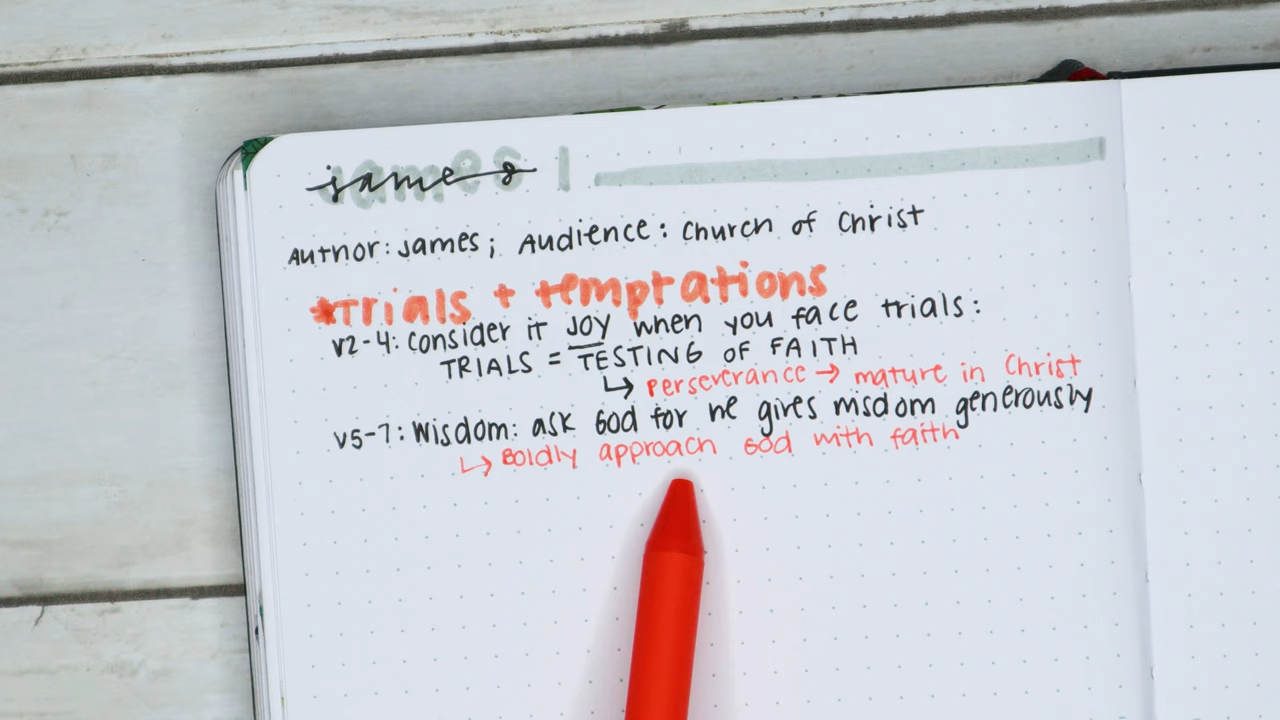 james 1
Author: James; Audience: Church of Christ
*Trials + temptations
v2-4: Consider it JOY when you face trials:
TRIALS = TESTING OF FAITH
↳ perseverance → mature in Christ
v5-7: Wisdom: ask God for he gives wisdom generously
↳ Boldly approach God with faith